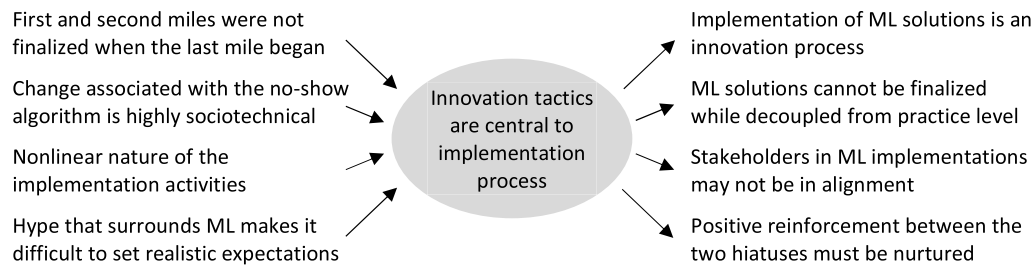 First and second miles were not
finalized when the last mile began
Change associated with the no-show
algorithm is highly sociotechnical
Nonlinear nature of the
implementation activities
Hype that surrounds ML makes it
difficult to set realistic expectations
Innovation tactics
are central to
implementation
process
Implementation of ML solutions is an
innovation process
ML solutions cannot be finalized
while decoupled from practice level
Stakeholders in ML implementations
may not be in alignment
Positive reinforcement between the
two hiatuses must be nurtured